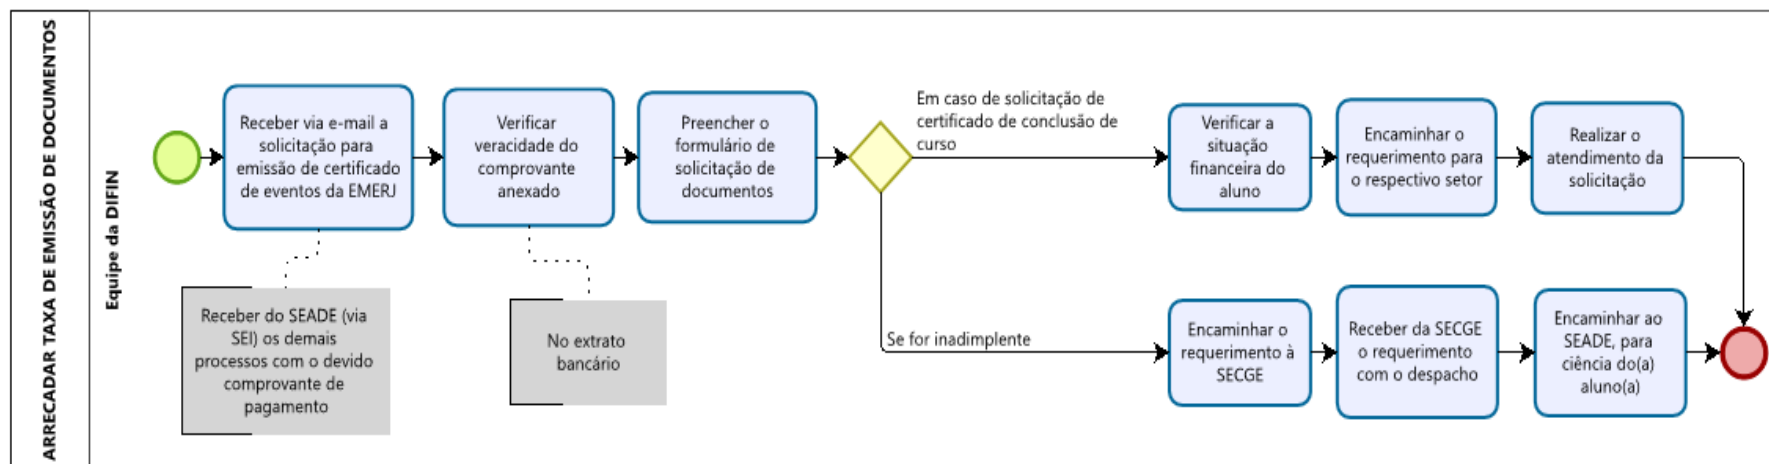 ARRECADAR TAXA DE EMISSÃO DE DOCUMENTOS
Equipe da DIFIN
Receber via e-mail a
solicitação para
emissão de certificado
de eventos da EMERJ
Verificar
veracidade do
comprovante
anexado
Preencher o
formulário de
solicitação de
documentos
Em caso de solicitação de
certificado de conclusão de
curso
Verificar a
situação
financeira do
aluno
Encaminhar o
requerimento para
o respectivo setor
Realizar o
atendimento da
solicitação
Receber do SEADE (via
SEI) os demais
processos com o devido
comprovante de
pagamento
No extrato
bancário
Se for inadimplente
Encaminhar o
requerimento à
SECGE
Receber da SECGE
o requerimento
com o despacho
Encaminhar ao
SEADE, para
ciência do(a)
aluno(a)